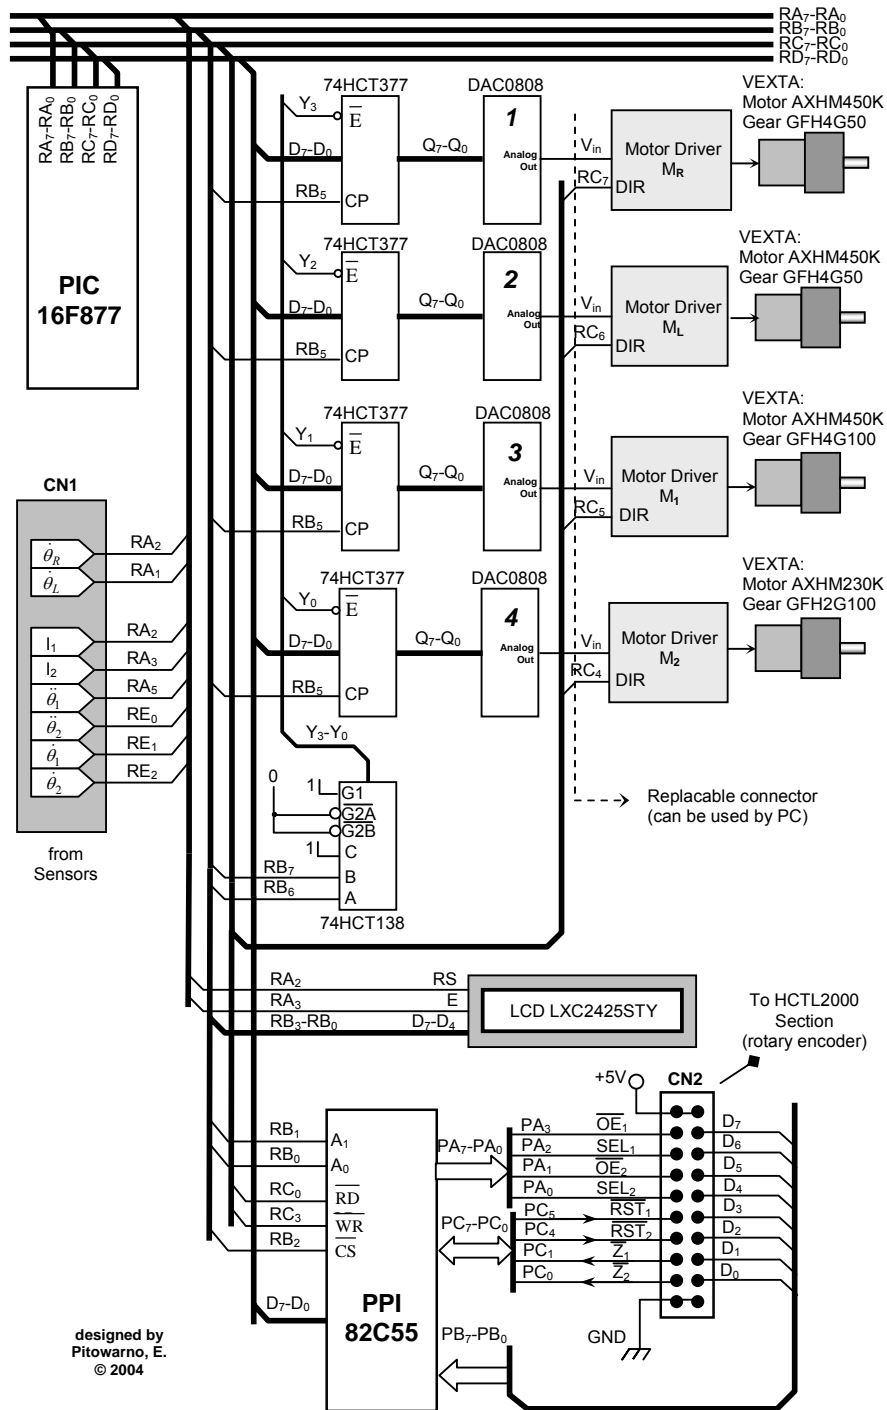 RA7-RA0
RB7-RB0
RC7-RC0
RD7-RD0
RA7-RA0
RB7-RB0
RC7-RC0
RD7-RD0
PIC
16F877
74HCT377
Y3
E
D7-D0
RB5
CP
Q7-Q0
DAC0808
1
Analog
Out
Vin
RC7
Motor Driver
MR
DIR
VEXTA:
Motor AXHM450K
Gear GFH4G50
74HCT377
Y2
E
D7-D0
RB5
CP
Q7-Q0
DAC0808
2
Analog
Out
Vin
RC6
Motor Driver
ML
DIR
VEXTA:
Motor AXHM450K
Gear GFH4G50
74HCT377
Y1
E
D7-D0
RB5
CP
Q7-Q0
DAC0808
3
Analog
Out
Vin
RC5
Motor Driver
M1
DIR
VEXTA:
Motor AXHM450K
Gear GFH4G100
74HCT377
Y0
E
D7-D0
RB5
CP
Q7-Q0
DAC0808
4
Analog
Out
Vin
RC4
Motor Driver
M2
DIR
VEXTA:
Motor AXHM230K
Gear GFH2G100
CN1
θ̇R RA2
θ̇L RA1
I1 RA2
I2 RA3
θ̈1 RA5
θ̈2 RE0
θ̇1 RE1
θ̇2 RE2
from
Sensors
Y3-Y0
0
1 G1
G2A
G2B
1 C
RB7 B
RB6 A
74HCT138
Replacable connector
(can be used by PC)
RA2 RS
RA3 E
RB3-RB0 D7-D4
LCD LXC2425STY
To HCTL2000
Section
(rotary encoder)
+5V
CN2
RB1 A1
RB0 A0
RC0 RD
RC3 WR
RB2 CS
D7-D0
PPI
82C55
PA7-PA0
PC7-PC0
PB7-PB0
PA3 OE1 D7
PA2 SEL1 D6
PA1 OE2 D5
PA0 SEL2 D4
PC5 RST1 D3
PC4 RST2 D2
PC1 Z1 D1
PC0 Z2 D0
GND
designed by
Pitowarno, E.
© 2004